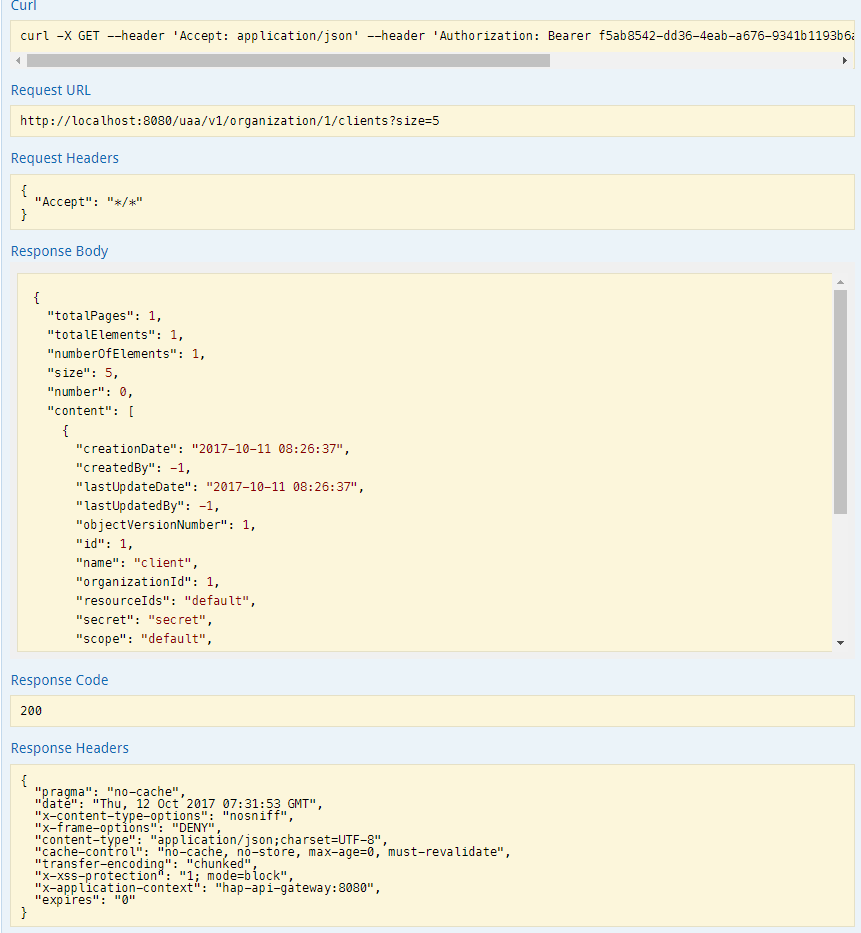 Curl
curl -X GET --header 'Accept: application/json' --header 'Authorization: Bearer f5ab8542-dd36-4eab-a676-9341b1193b6a
Request URL
http://localhost:8080/uaa/v1/organization/1/clients?size=5
Request Headers
{
  "Accept": "*/*"
}
Response Body
{
  "totalPages": 1,
  "totalElements": 1,
  "numberOfElements": 1,
  "size": 5,
  "number": 0,
  "content": [
    {
      "creationDate": "2017-10-11 08:26:37",
      "createdBy": -1,
      "lastUpdateDate": "2017-10-11 08:26:37",
      "lastUpdatedBy": -1,
      "objectVersionNumber": 1,
      "id": 1,
      "name": "client",
      "organizationId": 1,
      "resourceIds": "default",
      "secret": "secret",
      "scope": "default",
Response Code
200
Response Headers
{
  "pragma": "no-cache",
  "date": "Thu, 12 Oct 2017 07:31:53 GMT",
  "x-content-type-options": "nosniff",
  "x-frame-options": "DENY",
  "content-type": "application/json;charset=UTF-8",
  "cache-control": "no-cache, no-store, max-age=0, must-revalidate",
  "transfer-encoding": "chunked",
  "x-xss-protection": "1; mode=block",
  "x-application-context": "hap-api-gateway:8080",
  "expires": "0"
}